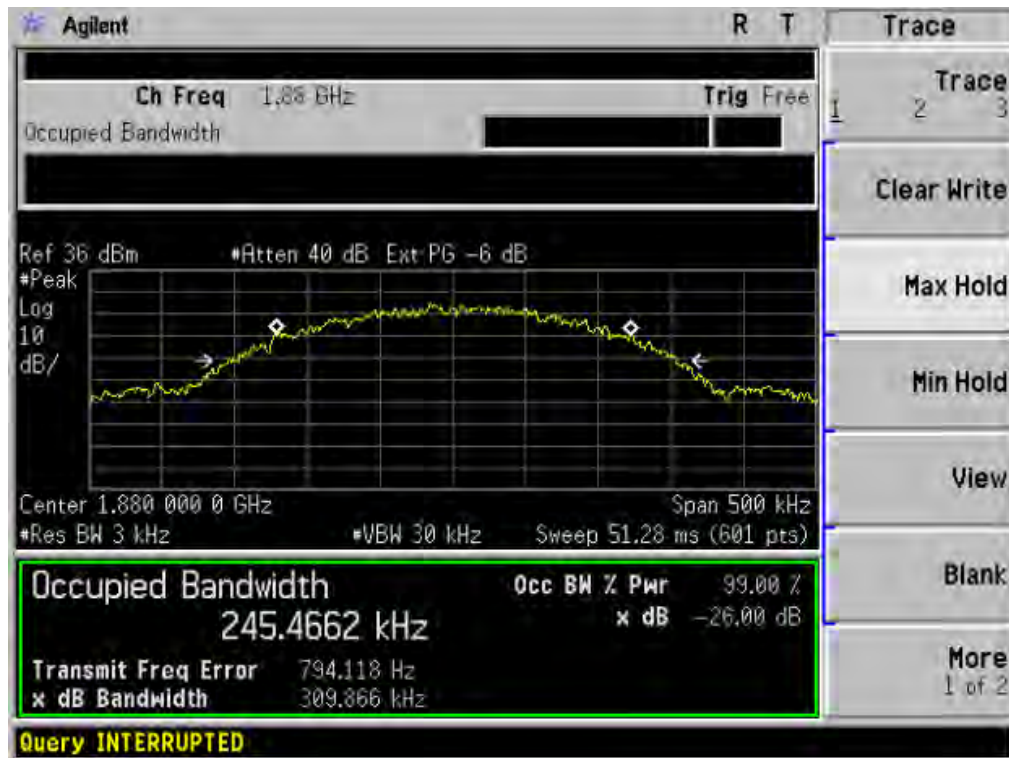 Agilent R T Trace
Ch Freq 1.88 GHz Trig Free
Occupied Bandwidth
Trace
1 2 3
Clear Write
Max Hold
Min Hold
View
Blank
More
1 of 2
Ref 36 dBm #Atten 40 dB Ext PG -6 dB
#Peak
Log
10
dB/
Center 1.880 000 0 GHz Span 500 kHz
#Res BW 3 kHz #VBW 30 kHz Sweep 51.28 ms (601 pts)
Occupied Bandwidth Occ BW % Pwr 99.00 %
245.4662 kHz x dB -26.00 dB
Transmit Freq Error 794.118 Hz
x dB Bandwidth 309.866 kHz
Query INTERRUPTED